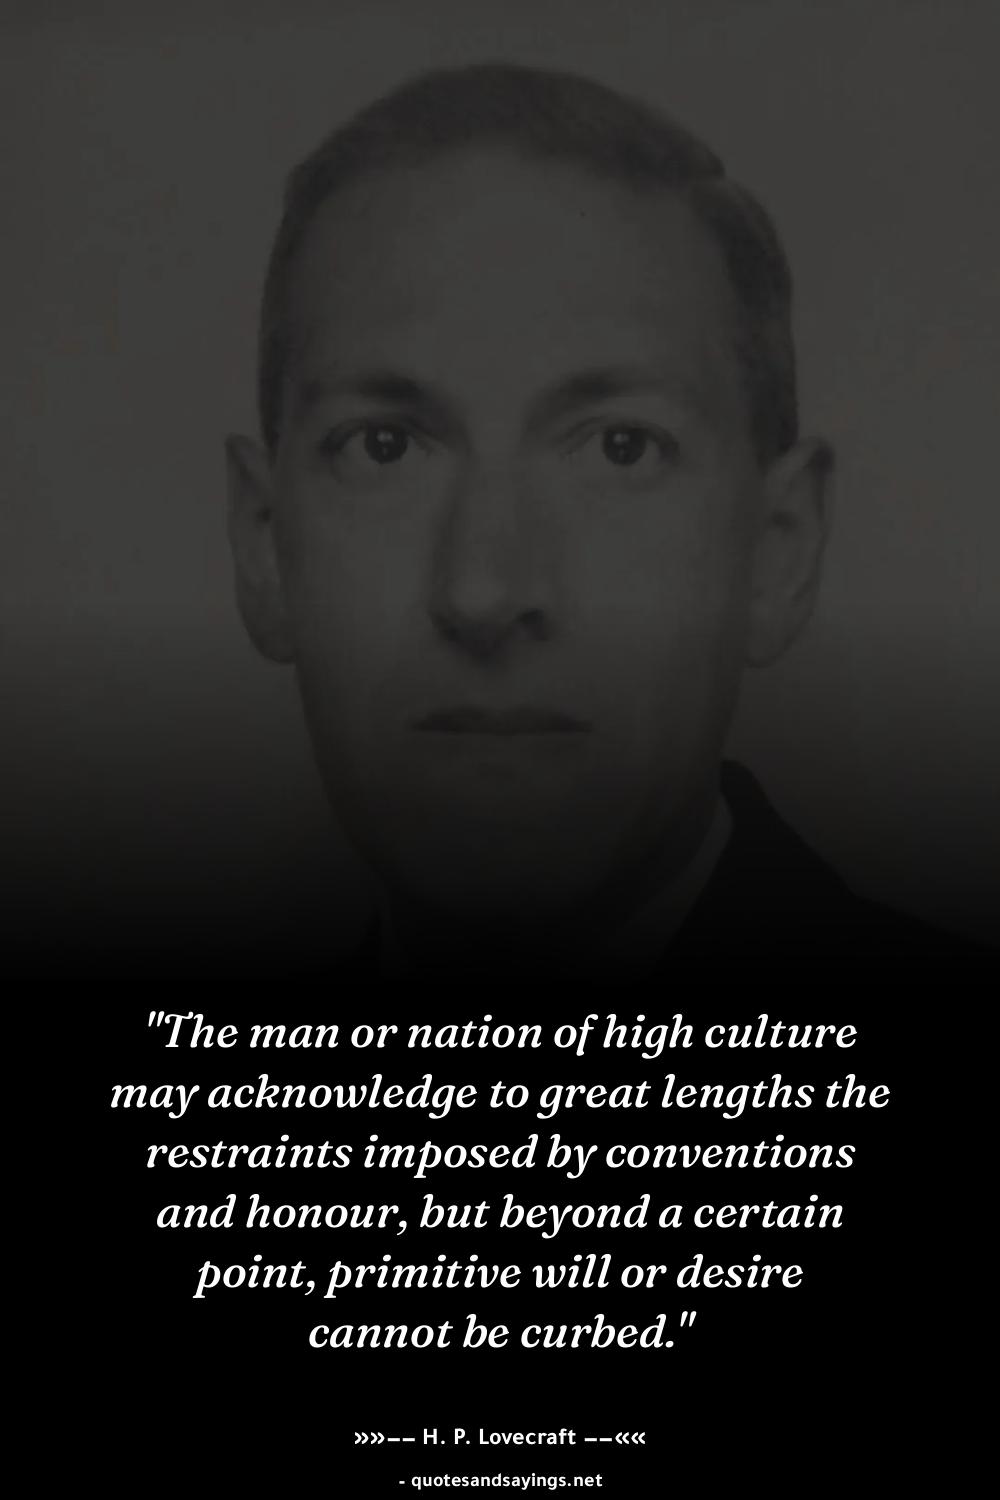 "The man or nation of high culture
may acknowledge to great lengths the
restraints imposed by conventions
and honour, but beyond a certain
point, primitive will or desire
cannot be curbed."
»»–– H. P. Lovecraft ––««
- quotesandsayings.net